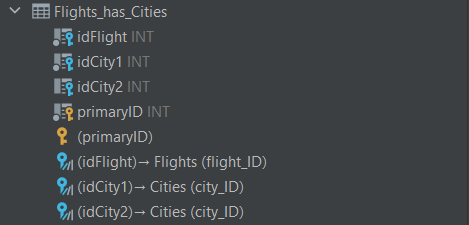 Flights_has_Cities
idFlight INT
idCity1 INT
idCity2 INT
primaryID INT
(primaryID)
(idFlight)→ Flights (flight_ID)
(idCity1)→ Cities (city_ID)
(idCity2)→ Cities (city_ID)